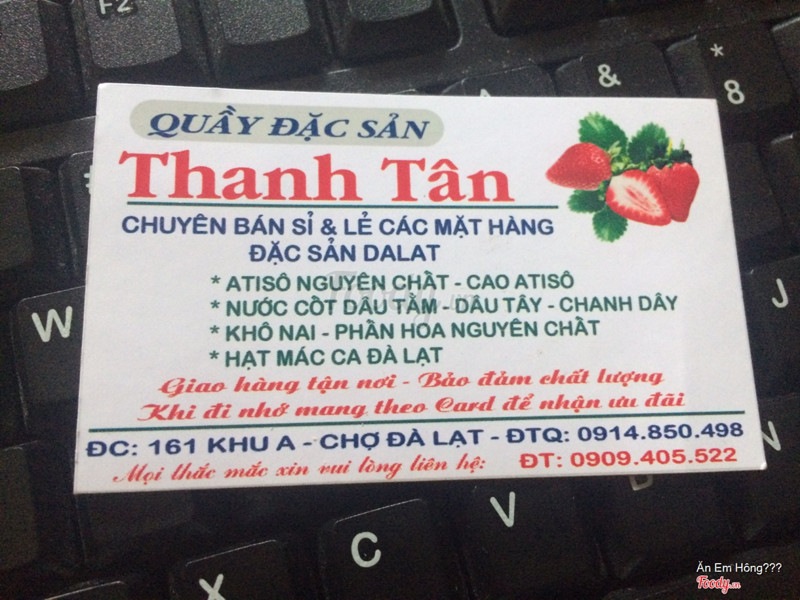 QUẦY ĐẶC SẢN
Thanh Tân
CHUYÊN BÁN SỈ & LẺ CÁC MẶT HÀNG
ĐẶC SẢN DALAT
* ATISÔ NGUYÊN CHẤT - CAO ATISÔ
* NƯỚC CỐT DÂU TẰM - DÂU TÂY - CHANH DÂY
* KHÔ NAI - PHẤN HOA NGUYÊN CHẤT
* HẠT MÁC CA ĐÀ LẠT
Giao hàng tận nơi - Bảo đảm chất lượng
Khi đi nhớ mang theo Card để nhận ưu đãi
ĐC: 161 KHU A - CHỢ ĐÀ LẠT - ĐTQ: 0914.850.498
Mọi thắc mắc xin vui lòng liên hệ: ĐT: 0909.405.522
F2
&
*
8
W
J
N
B
V
C
X
Ăn Em Hông???
Foody.vn